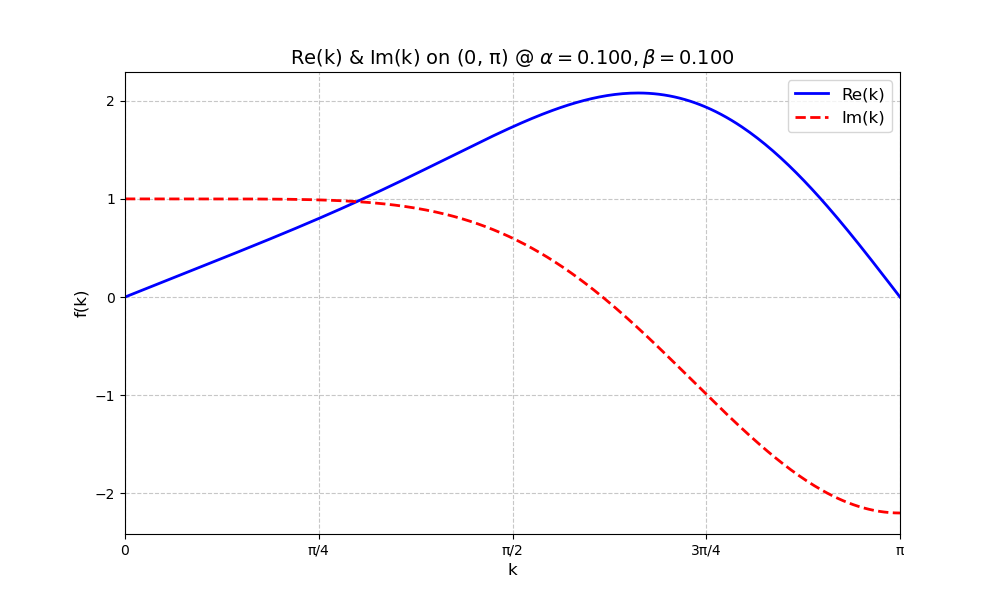 Re(k) & Im(k) on (0, π) @ α = 0.100, β = 0.100
Re(k)
Im(k)
f(k)
2
1
0
−1
−2
0
π/4
π/2
3π/4
π
k